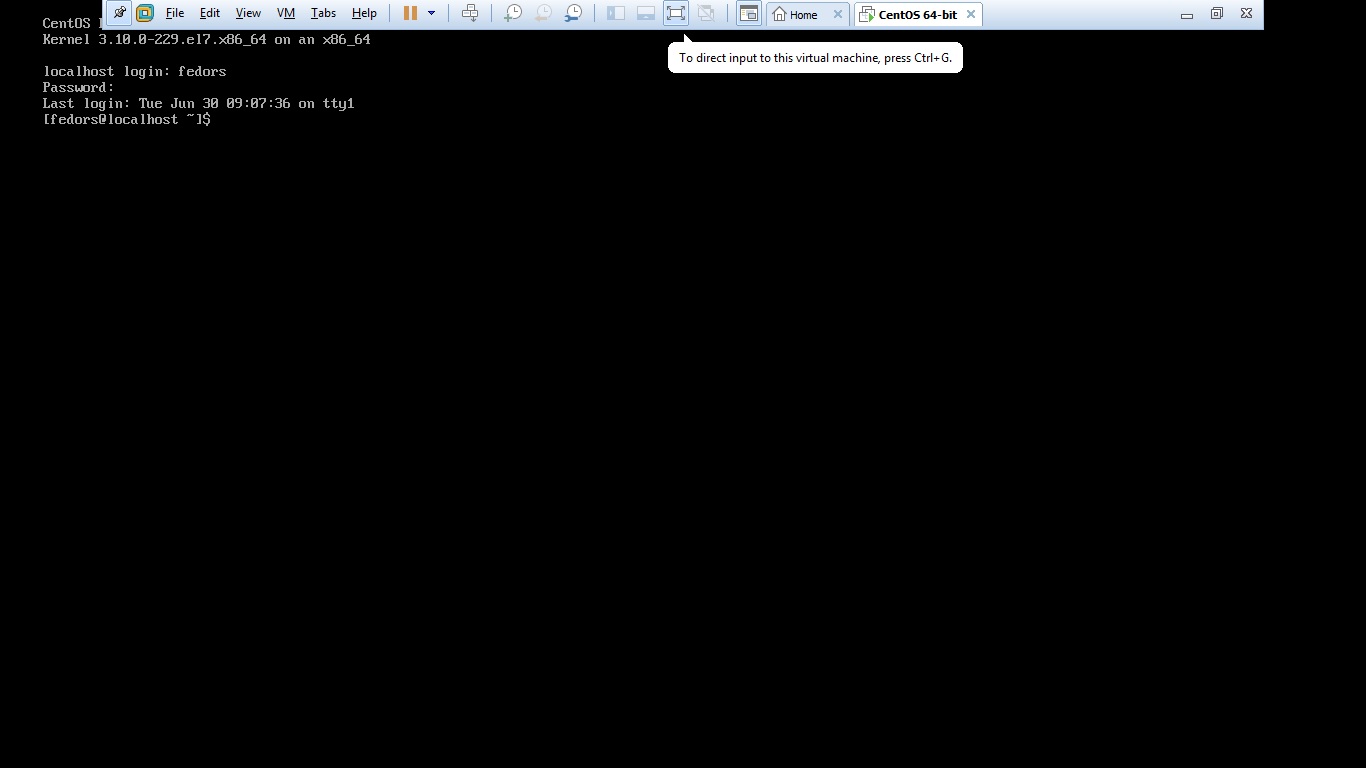 File Edit View VM Tabs Help Home CentOS 64-bit
CentOS
Kernel 3.10.0-229.el7.x86_64 on an x86_64
To direct input to this virtual machine, press Ctrl+G.
localhost login: fedors
Password:
Last login: Tue Jun 30 09:07:36 on tty1
[fedors@localhost ~]$